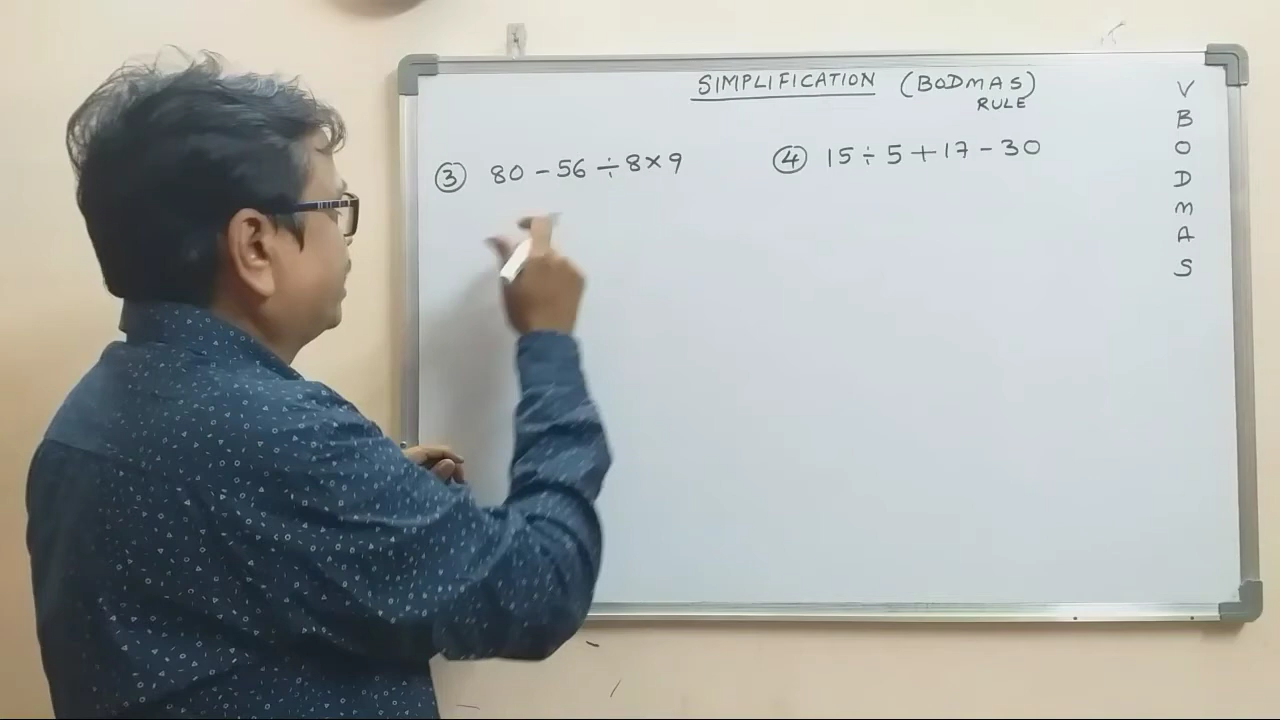 SIMPLIFICATION (BODMAS)
RULE
③ 80 - 56 ÷ 8 × 9
④ 15 ÷ 5 + 17 - 30
V
B
O
D
M
A
S